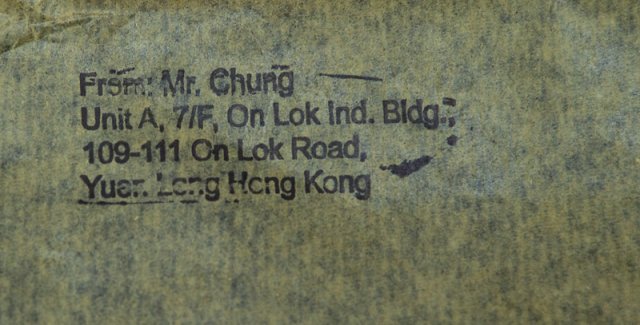 From: Mr. Chung
Unit A, 7/F, On Lok Ind. Bldg.,
109-111 On Lok Road,
Yuen Long Hong Kong